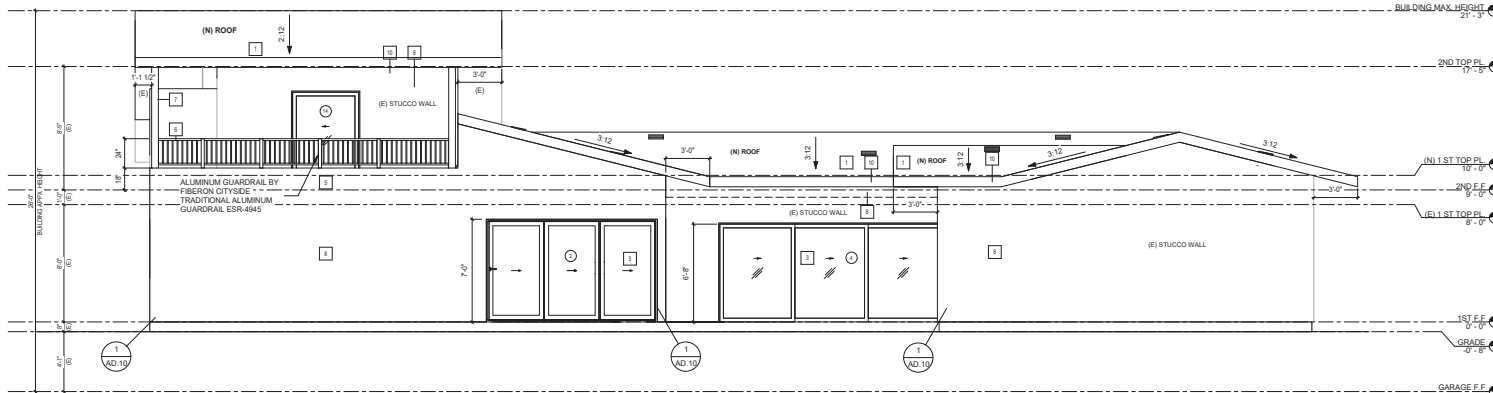 BUILDING MAX. HEIGHT
21' - 3"
(N) ROOF
2:12
1
10
8
2ND TOP PL.
17' - 5"
1'-1 1/2"
(E)
3'-0"
(E)
7
14
(E) STUCCO WALL
6
8'-5"
(E)
24"
18"
3:12
3'-0"
(N) ROOF
3:12
1
10
1
(N) ROOF
3:12
10
3:12
3:12
(N) 1 ST TOP PL.
10' - 0"
2ND F.F
9' - 0"
(E) 1 ST TOP PL.
8' - 0"
3'-0"
ALUMINUM GUARDRAIL BY
FIBERON CITYSIDE
TRADITIONAL ALUMINUM
GUARDRAIL ESR-4945
5
1'-0"
(E)
BUILDING APPX. HEIGHT
(E) STUCCO WALL
8
3'-0"
8
8'-0"
(E)
7'-0"
2
3
6'-8"
3
4
8
(E) STUCCO WALL
1ST F.F
0' - 0"
8"
(E)
GRADE
-0' - 8"
4'-1"
(E)
1
AD.10
1
AD.10
1
AD.10
GARAGE F.F